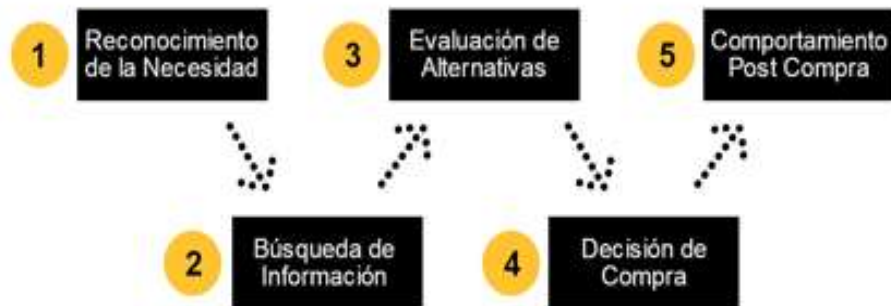 1
Reconocimiento
de la Necesidad
2
Búsqueda de
Información
3
Evaluación de
Alternativas
4
Decisión de
Compra
5
Comportamiento
Post Compra